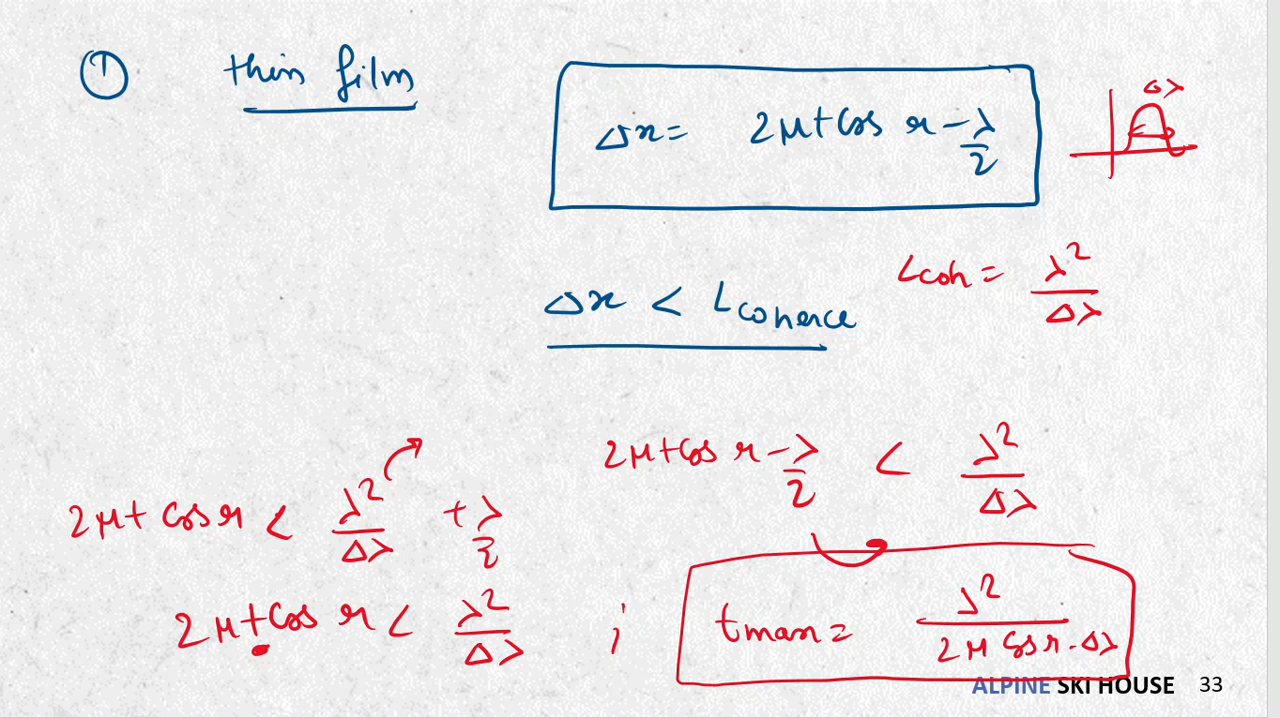 ① thin film
Δx = 2μt cos r − λ/2
Δλ
Lcoh = λ²/Δλ
Δx < Lcoherence
2μt cos r − λ/2 < λ²/Δλ
2μt cos r < λ²/Δλ + λ/2
2μt cos r < λ²/Δλ ; tmax = λ²/2μ cos r · Δλ
ALPINE SKI HOUSE 33